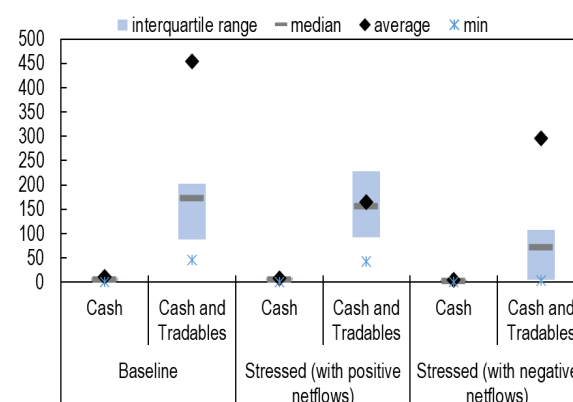 interquartile range median average min
500
450
400
350
300
250
200
150
100
50
0
Cash Cash and Cash Cash and Cash Cash and
Tradables Tradables Tradables
Baseline Stressed (with positive Stressed (with negative
netflows) netflows)